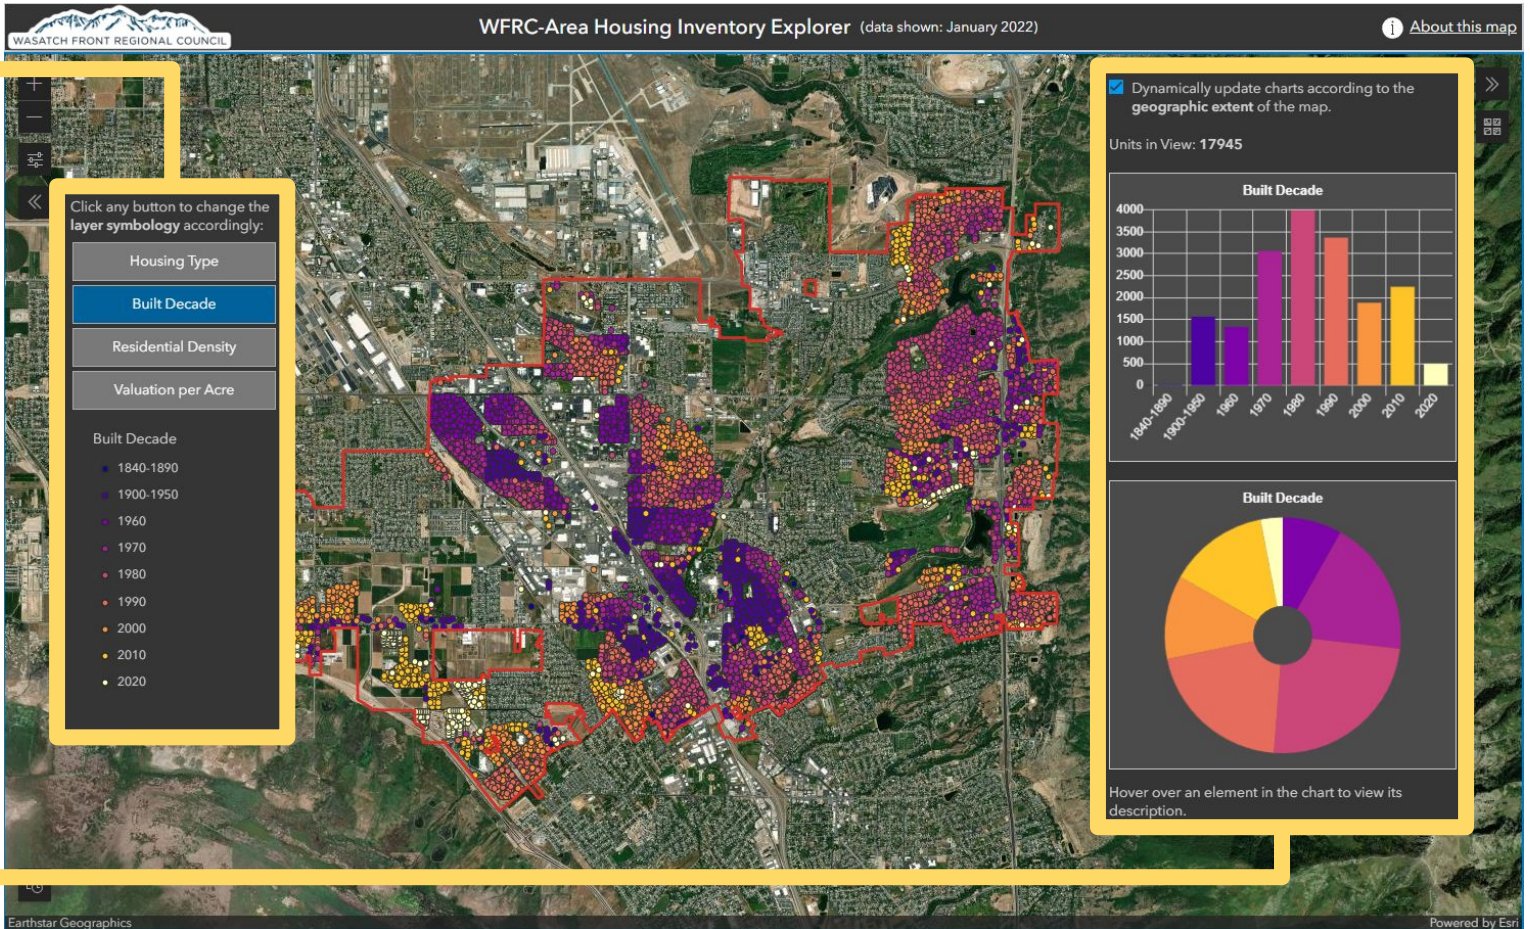 WASATCH FRONT REGIONAL COUNCIL
WFRC-Area Housing Inventory Explorer (data shown: January 2022)
i About this map
Click any button to change the
layer symbology accordingly:
Housing Type
Built Decade
Residential Density
Valuation per Acre
Built Decade
1840-1890
1900-1950
1960
1970
1980
1990
2000
2010
2020
Dynamically update charts according to the
geographic extent of the map.
Units in View: 17945
Built Decade
4000
3500
3000
2500
2000
1500
1000
500
0
1840-1890
1900-1950
1960
1970
1980
1990
2000
2010
2020
Built Decade
Hover over an element in the chart to view its
description.
Earthstar Geographics
Powered by Esri